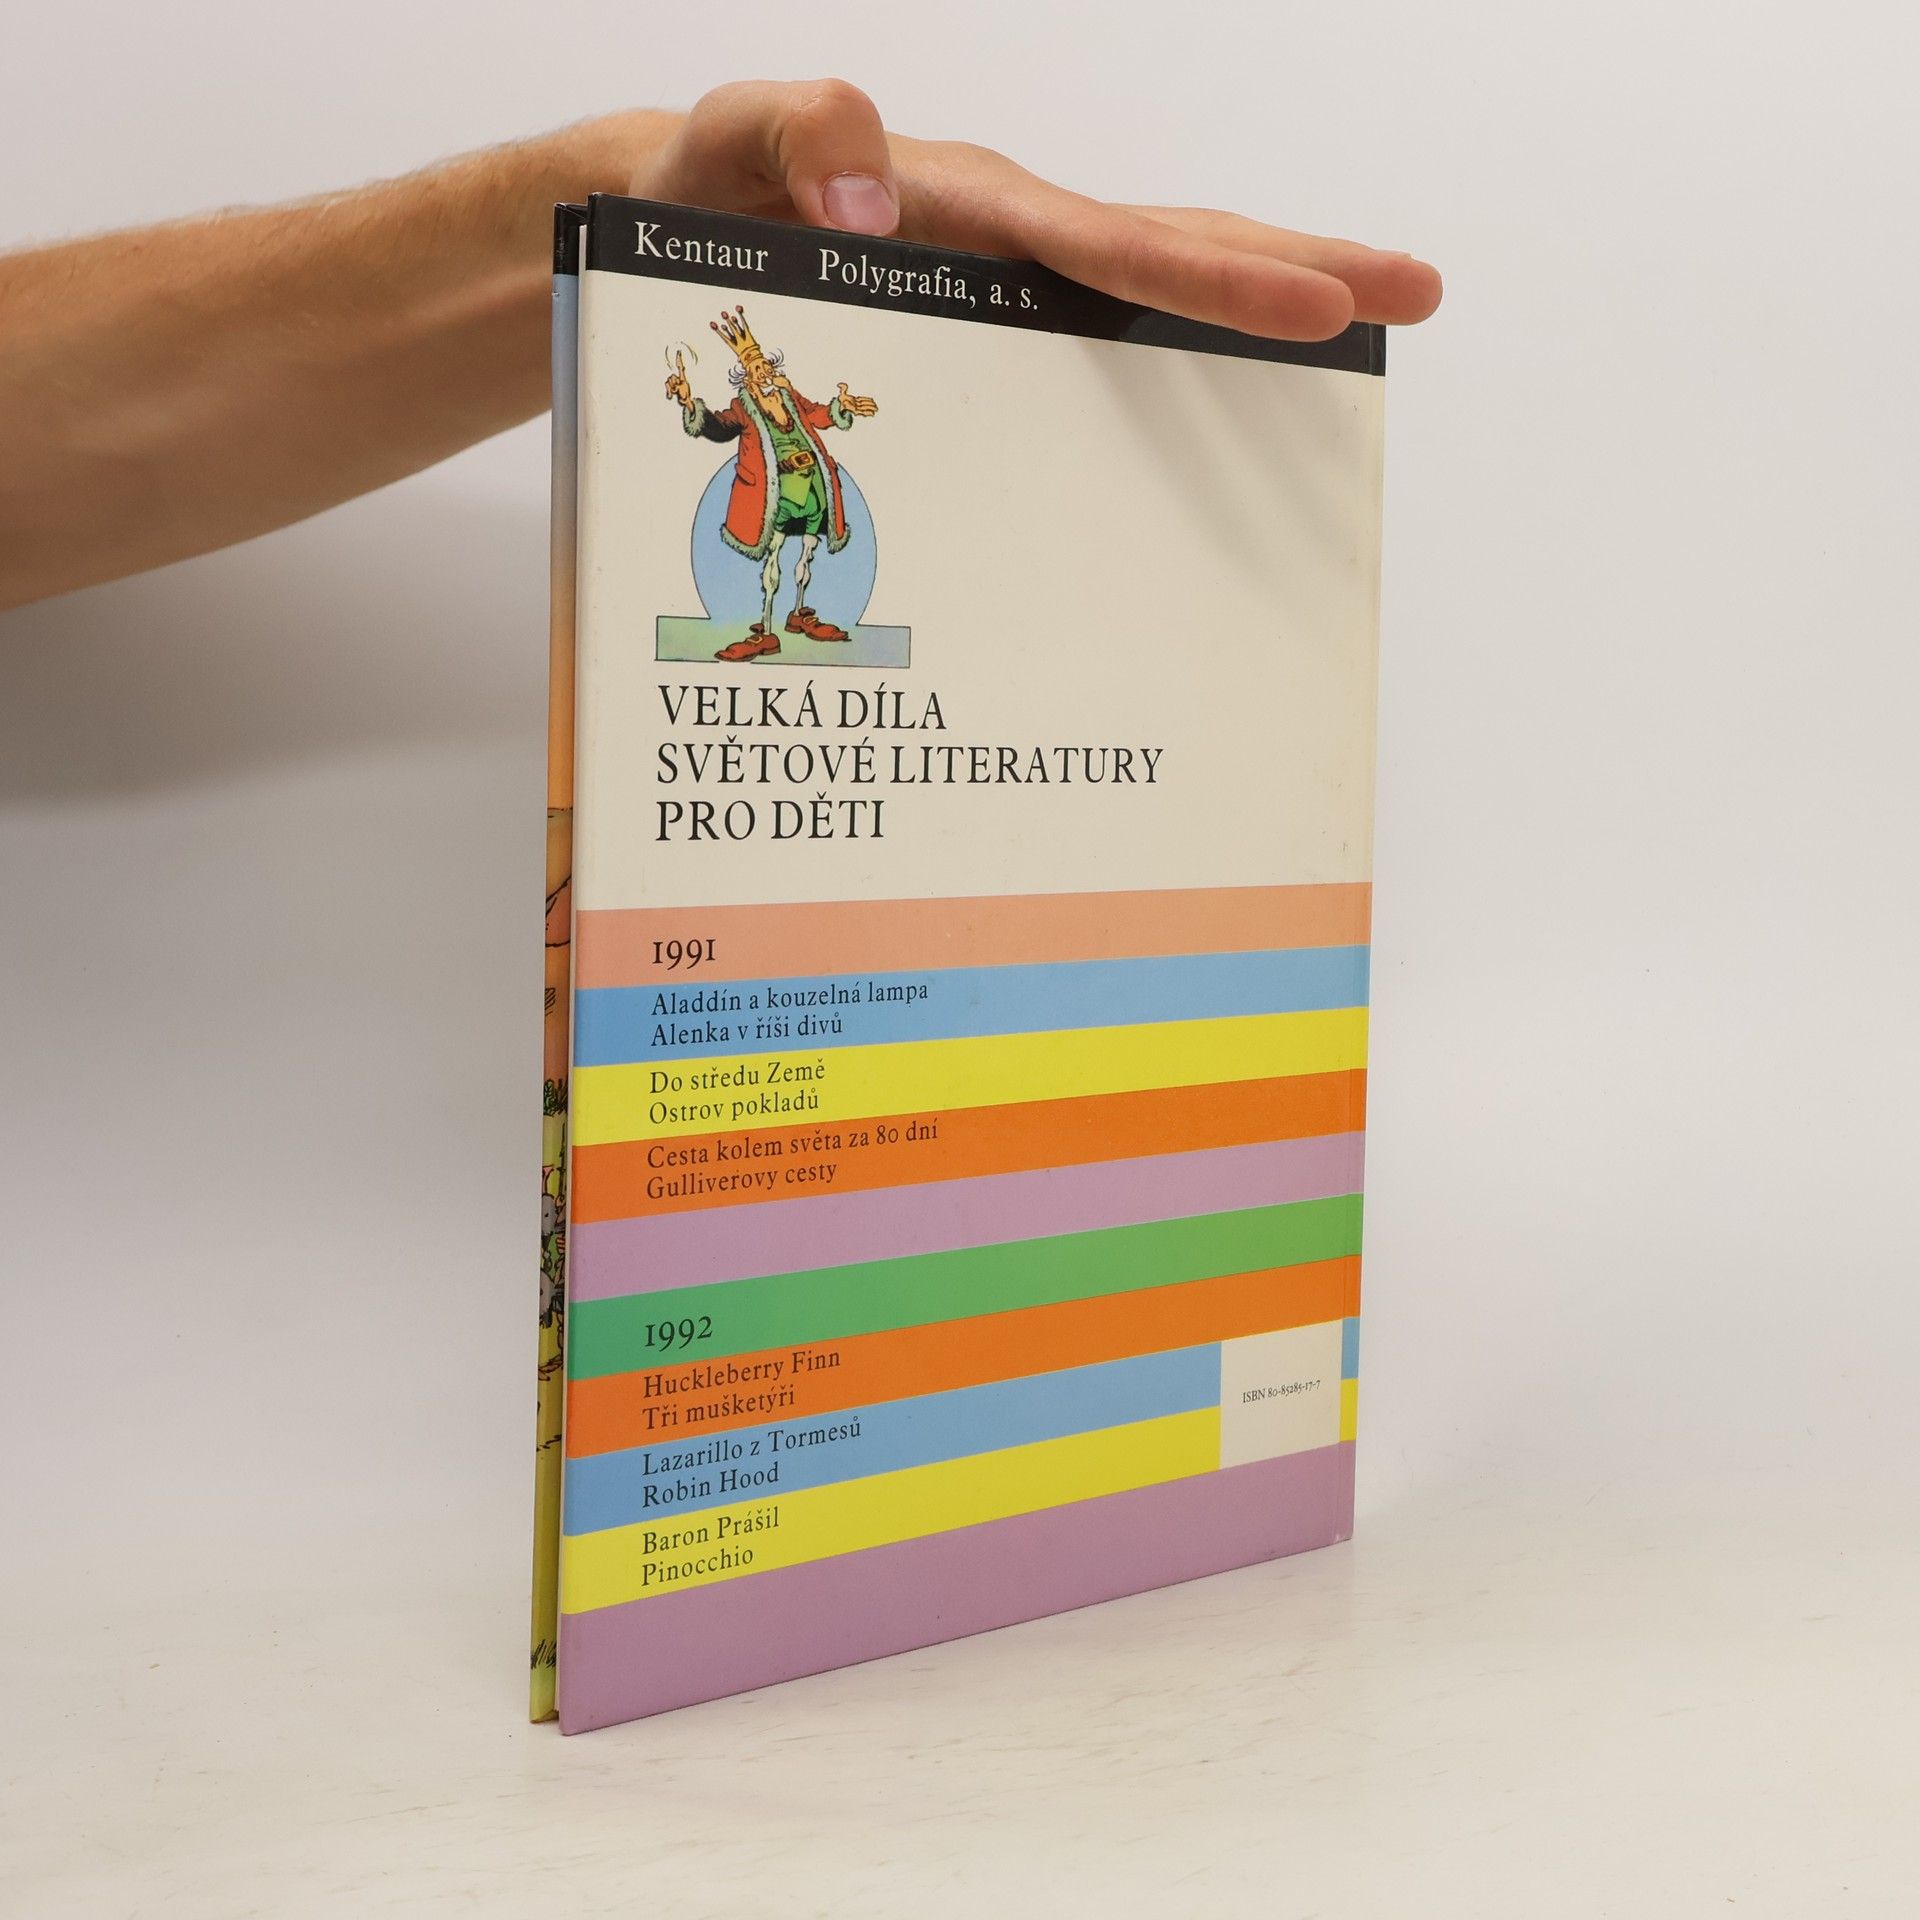 Kentaur Polygrafia, a. s.
VELKÁ DÍLA
SVĚTOVÉ LITERATURY
PRO DĚTI
1991
Aladdín a kouzelná lampa
Alenka v říši divů
Do středu Země
Ostrov pokladů
Cesta kolem světa za 80 dní
Gulliverovy cesty
1992
Huckleberry Finn
Tři mušketýři
Lazarillo z Tormesů
Robin Hood
Baron Prášil
Pinocchio
ISBN 80-85285-17-7